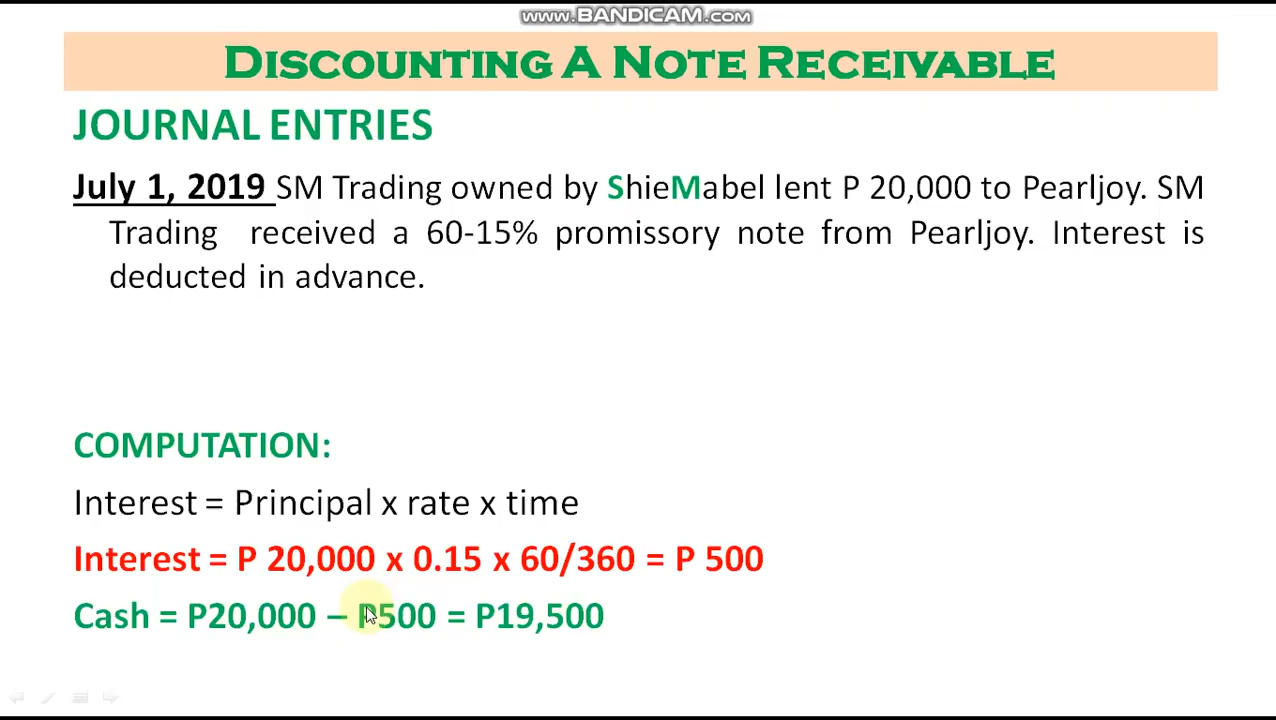 www.BANDICAM.com
DISCOUNTING A NOTE RECEIVABLE
JOURNAL ENTRIES
July 1, 2019 SM Trading owned by ShieMabel lent P 20,000 to Pearljoy. SM
Trading received a 60-15% promissory note from Pearljoy. Interest is
deducted in advance.
COMPUTATION:
Interest = Principal x rate x time
Interest = P 20,000 x 0.15 x 60/360 = P 500
Cash = P20,000 – P500 = P19,500